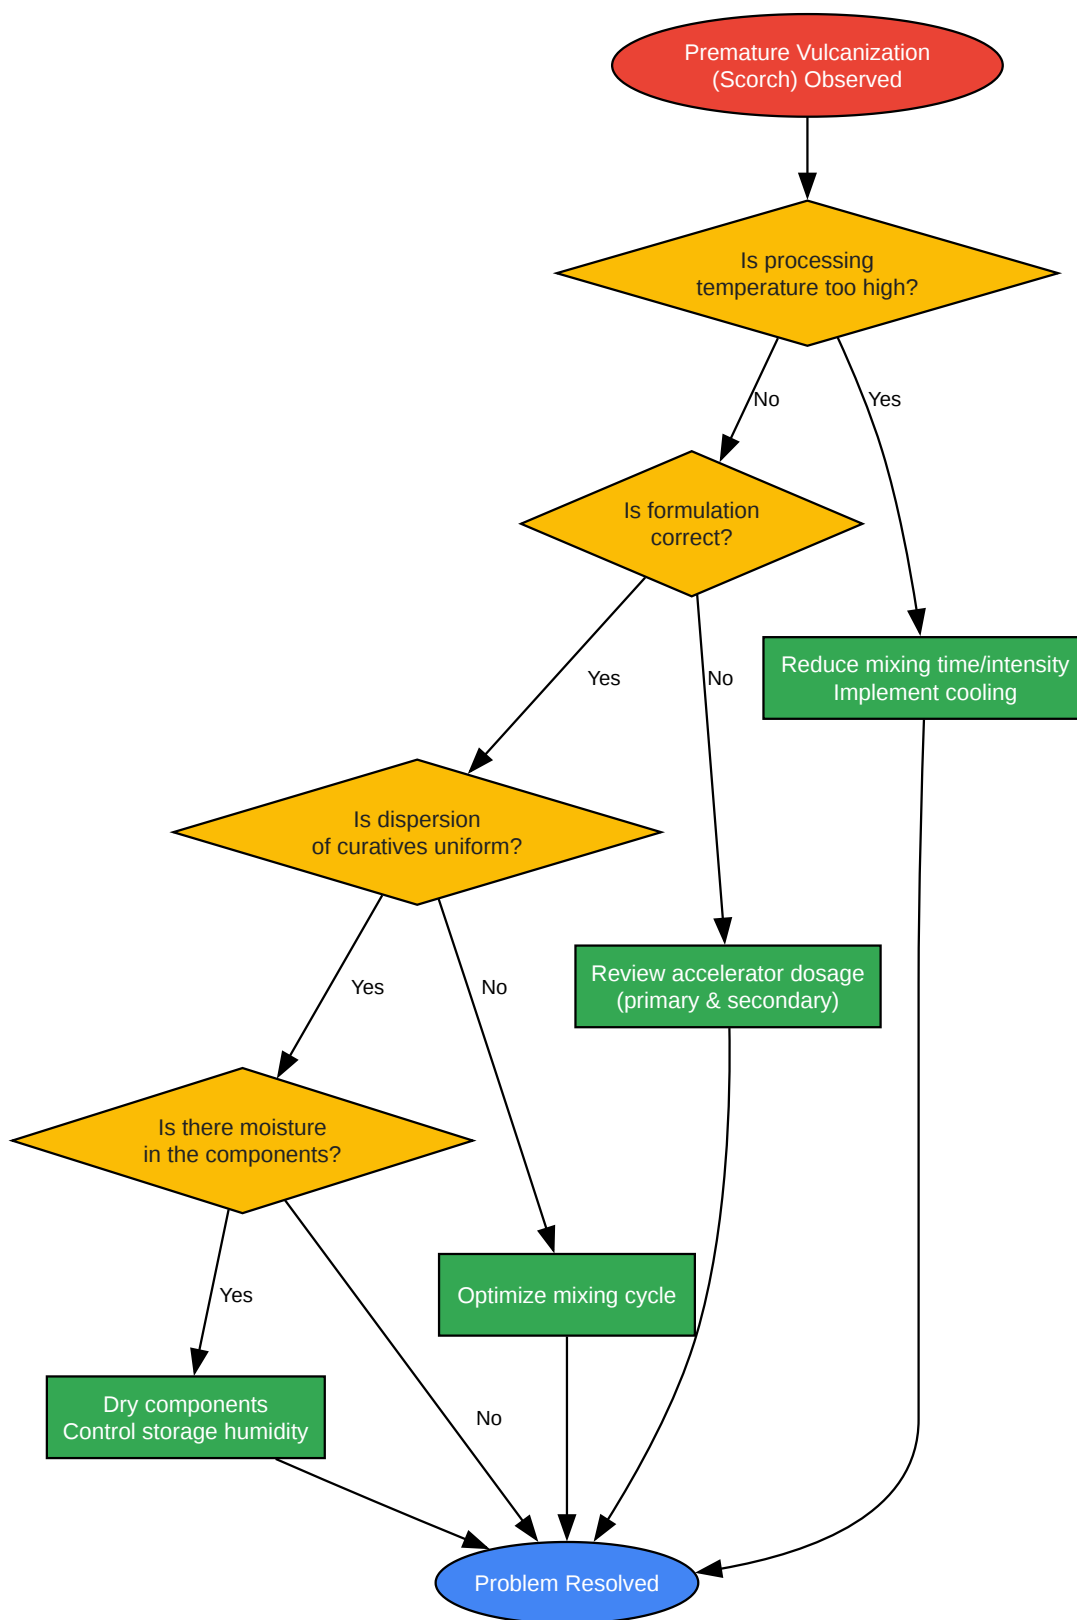 Premature Vulcanization
(Scorch) Observed
Is processing
temperature too high?
No
Yes
Is formulation
correct?
Yes
No
Reduce mixing time/intensity
Implement cooling
Is dispersion
of curatives uniform?
Yes
No
Review accelerator dosage
(primary & secondary)
Is there moisture
in the components?
Yes
No
Optimize mixing cycle
Dry components
Control storage humidity
Problem Resolved